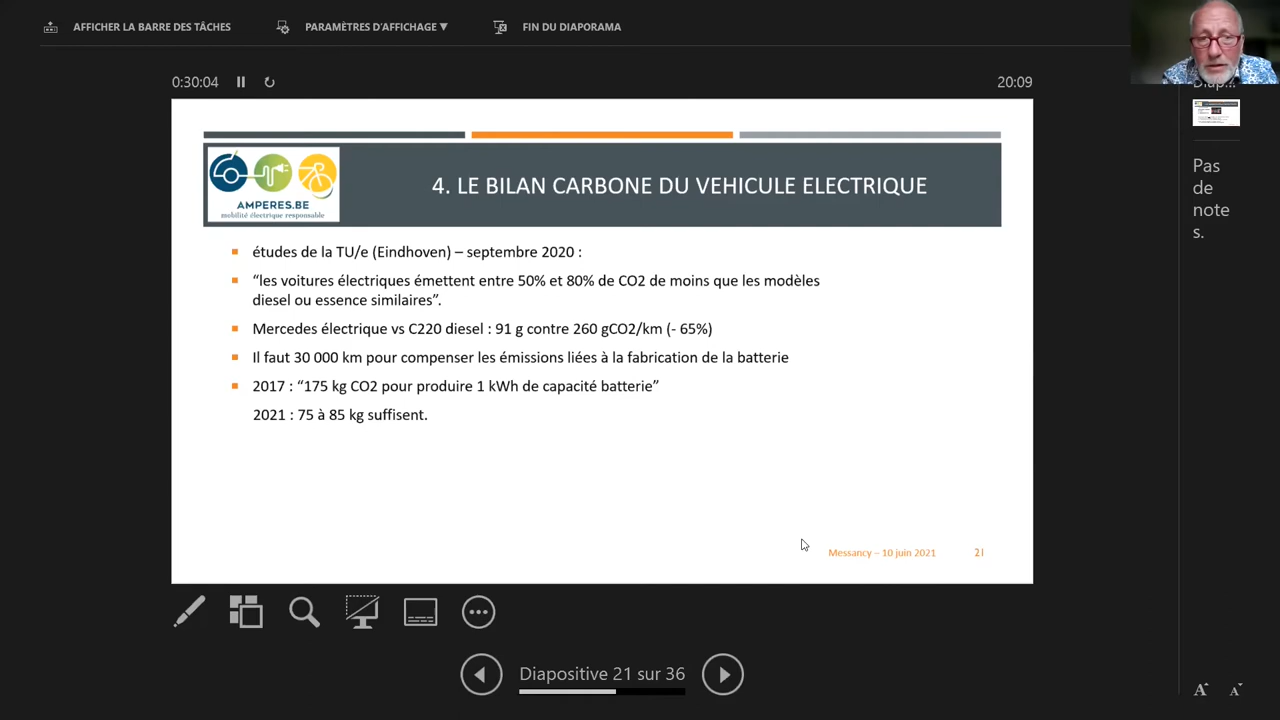 AFFICHER LA BARRE DES TÂCHES
PARAMÈTRES D'AFFICHAGE ▼
FIN DU DIAPORAMA
0:30:04
20:09
4. LE BILAN CARBONE DU VEHICULE ELECTRIQUE
AMPERES.BE
mobilité électrique responsable
études de la TU/e (Eindhoven) – septembre 2020 :
“les voitures électriques émettent entre 50% et 80% de CO2 de moins que les modèles
diesel ou essence similaires”.
Mercedes électrique vs C220 diesel : 91 g contre 260 gCO2/km (- 65%)
Il faut 30 000 km pour compenser les émissions liées à la fabrication de la batterie
2017 : “175 kg CO2 pour produire 1 kWh de capacité batterie”
2021 : 75 à 85 kg suffisent.
Messancy – 10 juin 2021
21
Diapositive 21 sur 36
Pas
de
note
s.
A
A